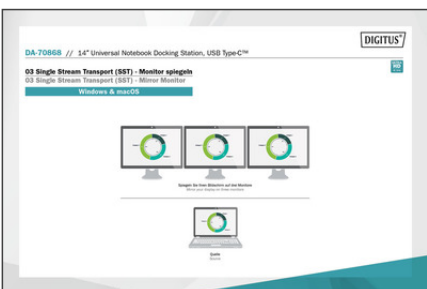 DIGITUS®
DA-70868 // 14" Universal Notebook Docking Station, USB Type-C™
03 Single Stream Transport (SST) - Monitor spiegeln
03 Single Stream Transport (SST) - Mirror Monitor
HD
Windows & macOS
Spiegeln Sie Ihren Bildschirm auf drei Monitore
Mirror your display on three monitors
Quelle
Source